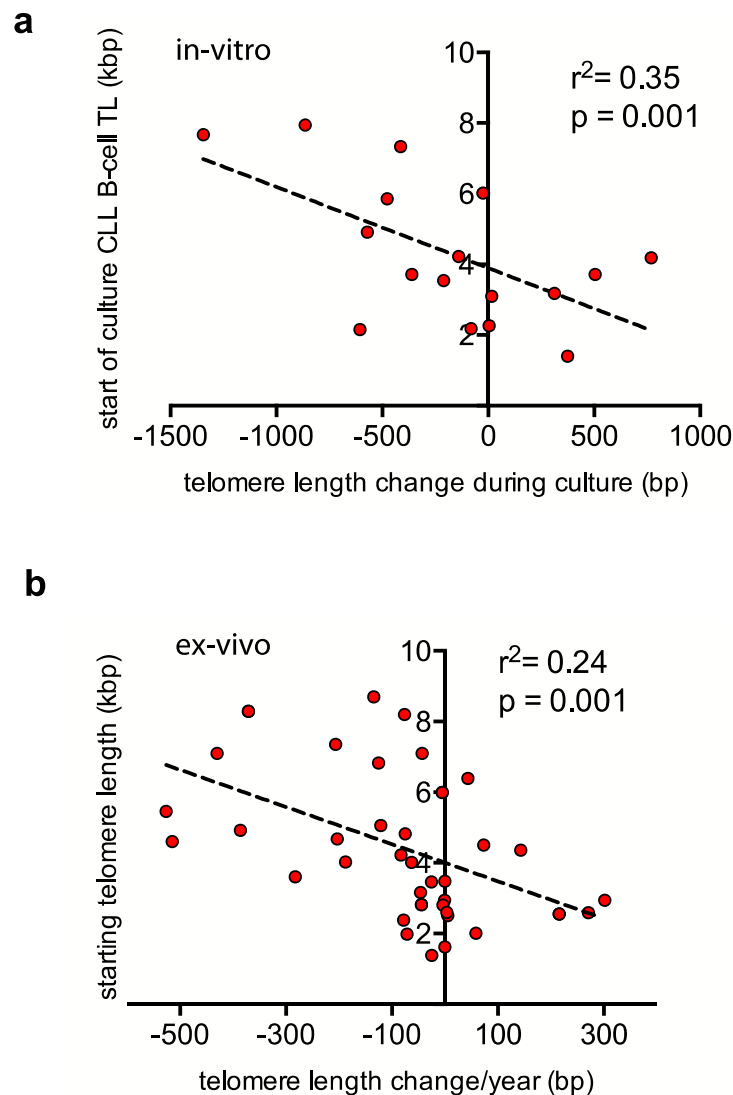 a
in-vitro
r²= 0.35
p = 0.001
start of culture CLL B-cell TL (kbp)
10
8
6
4
2
-1500 -1000 -500 0 500 1000
telomere length change during culture (bp)
b
ex-vivo
r²= 0.24
p = 0.001
starting telomere length (kbp)
10
8
6
4
2
-500 -300 -100 100 300
telomere length change/year (bp)